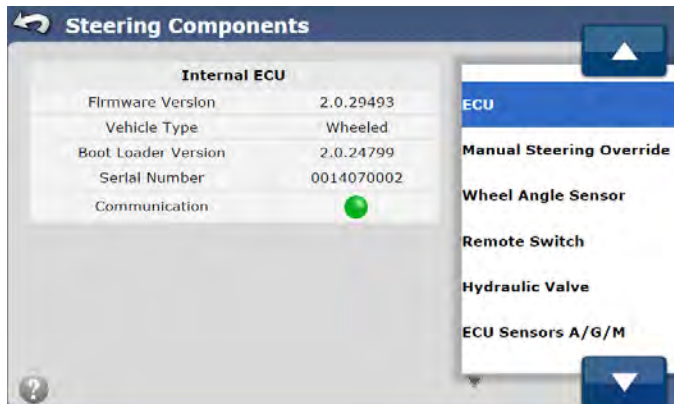 Steering Components
Internal ECU
Firmware Version 2.0.29493
Vehicle Type Wheeled
Boot Loader Version 2.0.24799
Serial Number 0014070002
Communication
ECU
Manual Steering Override
Wheel Angle Sensor
Remote Switch
Hydraulic Valve
ECU Sensors A/G/M
?